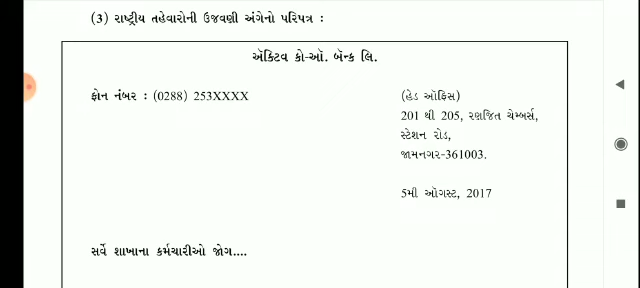 (3) રાષ્ટ્રીય તહેવારોની ઉજવણી અંગેનો પરિપત્ર :
ઍક્ટિવ કો-ઑ. બૅન્ક લિ.
ફોન નંબર : (0288) 253XXXX
(હેડ ઑફિસ)
201 થી 205, રણજિત ચેમ્બર્સ,
સ્ટેશન રોડ,
જામનગર-361003.
5મી ઑગસ્ટ, 2017
સર્વે શાખાના કર્મચારીઓ જોગ....